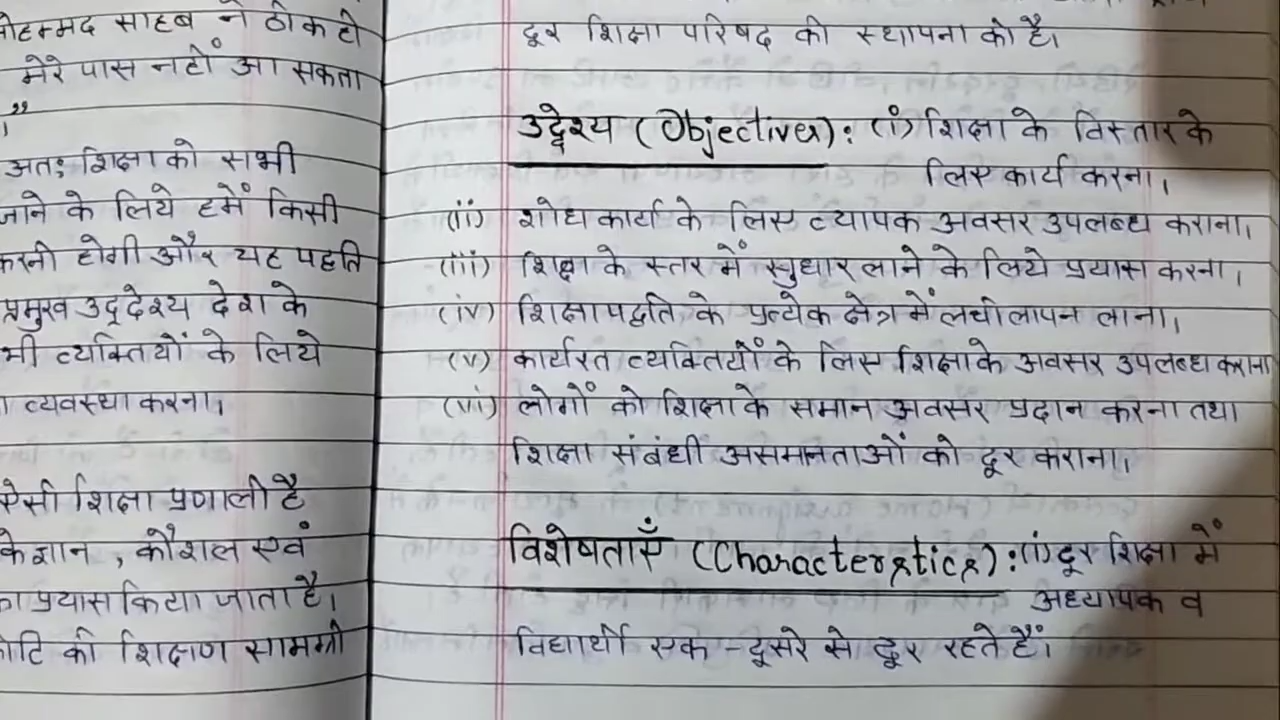 मोहम्मद साहब ने ठीक ही
मेरे पास नहीं आ सकता
”
अतः शिक्षा को सभी
जाने के लिये हमें किसी
करनी होगी और यह पद्दति
प्रमुख उद्देश्य देश के
भी व्यक्तियों के लिये
व्यवस्था करना।
ऐसी शिक्षा प्रणाली है
के ज्ञान, कौशल एवं
का प्रयास किया जाता है।
कोटि की शिक्षण सामग्री
दूर शिक्षा परिषद की स्थापना की है।
उद्देश्य (Objectives): (i) शिक्षा के विस्तार के
लिए कार्य करना।
(ii) शोध कार्य के लिए व्यापक अवसर उपलब्ध कराना।
(iii) शिक्षा के स्तर में सुधार लाने के लिये प्रयास करना।
(iv) शिक्षा पद्वति के प्रत्येक क्षेत्र में लचीलापन लाना।
(v) कार्यरत व्यक्तियों के लिए शिक्षा के अवसर उपलब्ध कराना
(vi) लोगों को शिक्षा के समान अवसर प्रदान करना तथा
शिक्षा संबंधी असमानताओं को दूर कराना।
विशेषताएँ (Characterstics): (i) दूर शिक्षा में
अध्यापक व
विद्यार्थी एक-दूसरे से दूर रहते हैं।